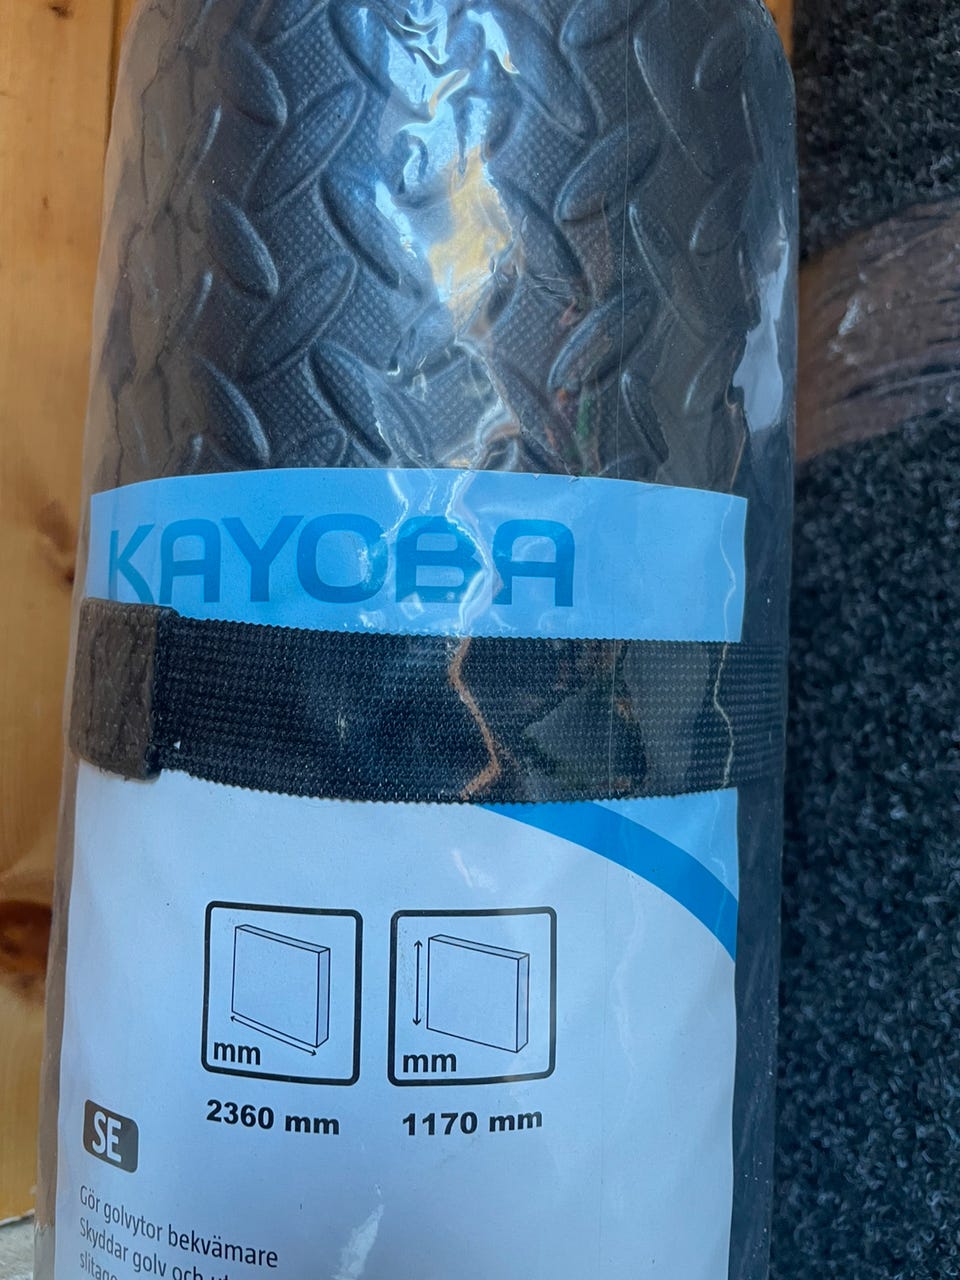 KAYOBA
mm
mm
2360 mm
1170 mm
SE
Gör golvytor bekvämare
Skyddar golv och